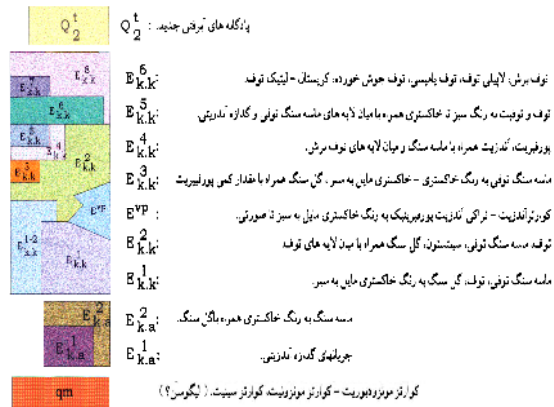 Q₂ᵗ Q₂ᵗ : پادگانه های آبرفتی جدید.
E⁶k.k: توف برش، لاپیلی توف، توف پامیسی، توف جوش خورده، کریستال - لیتیک توف.
E⁵k.k: توف و توفیت به رنگ سبز تا خاکستری همراه با میان لایه های ماسه سنگ توفی و گدازه آندزیتی.
E⁴k.k: پورفیریت، آندزیت همراه با ماسه سنگ و میان لایه های توف برش.
E³k.k: ماسه سنگ توفی به رنگ خاکستری - خاکستری مایل به سبز، گل سنگ همراه با مقدار کمی پورفیریت
Eᵛᵖ : کوارتزآندزیت - تراکی آندزیت پورفیریتیک به رنگ خاکستری مایل به سبز تا صورتی.
E²k.k: توف، ماسه سنگ توفی، سیلتستون، گل سنگ همراه با میان لایه های توف.
E¹k.k: ماسه سنگ توفی، توف، گل سنگ به رنگ خاکستری مایل به سبز.
E²k.a E²k.a: ماسه سنگ به رنگ خاکستری همراه باگل سنگ.
E¹k.a E¹k.a: جریانهای گدازه آندزیتی.
qm کوارتز مونزودیوریت - کوارتز مونزونیت، کوارتز سینیت. ( لیگوسن؟ )